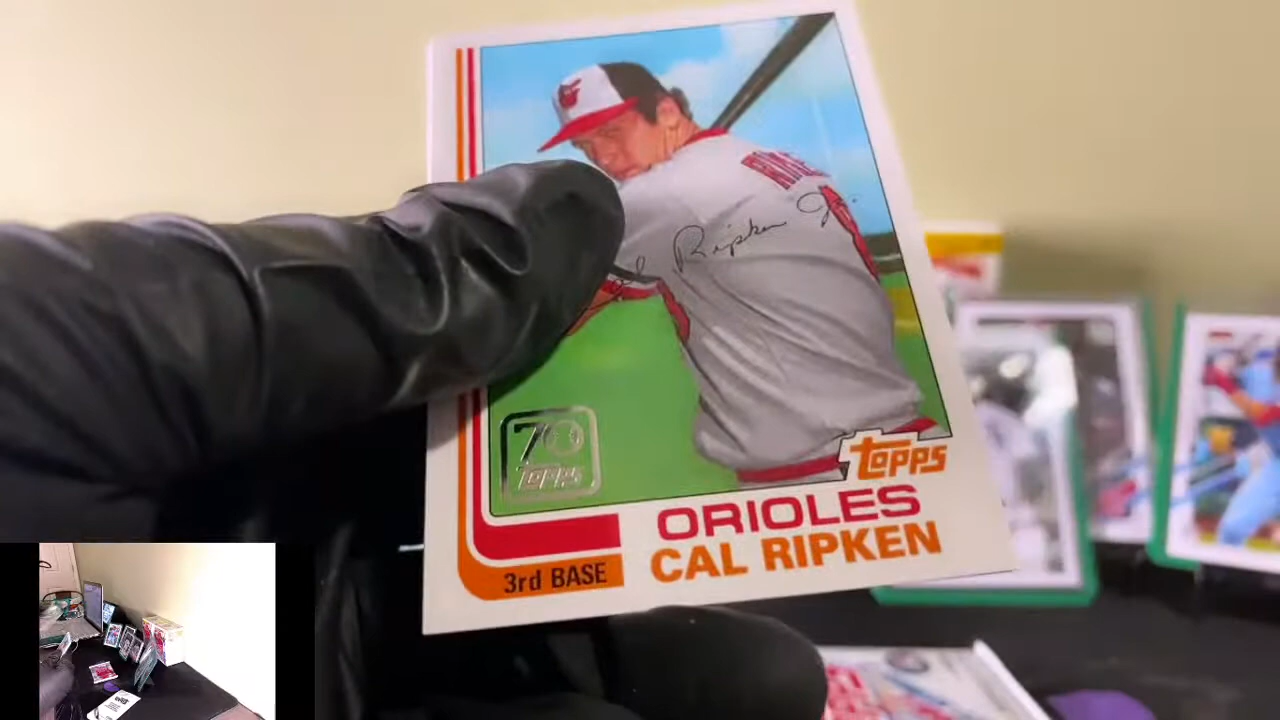 Ripken Jr.
70
TOPPS
topps
ORIOLES
CAL RIPKEN
3rd BASE